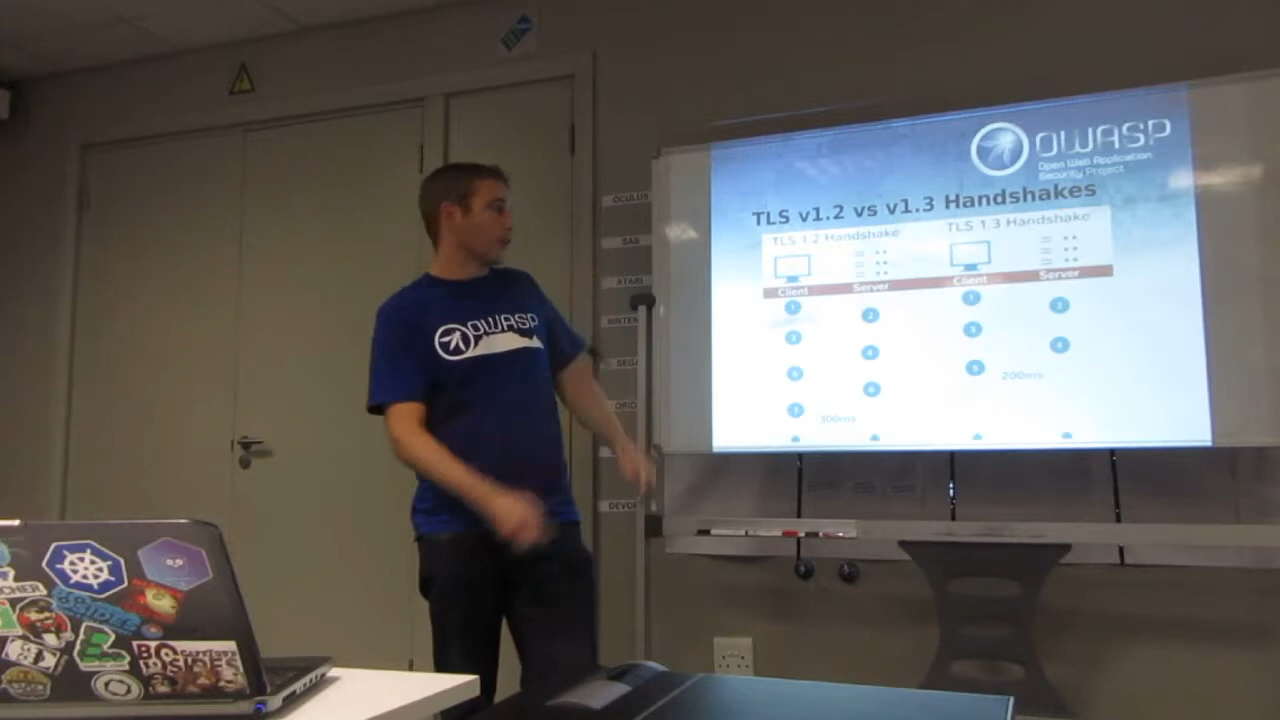 OWASP
Open Web Application
Security Project
TLS v1.2 vs v1.3 Handshakes
TLS 1.2 Handshake
TLS 1.3 Handshake
Client
Server
Client
Server
1
2
3
4
5
6
7
300ms
1
2
3
4
5
200ms
OWASP
OCULUS
SAN
ATARI
SEGA
BSIDES